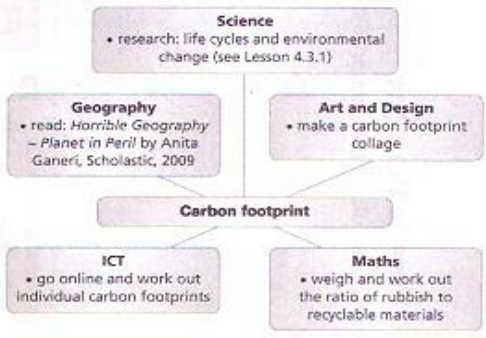 Science
• research: life cycles and environmental
change (see Lesson 4.3.1)
Geography
• read: Horrible Geography
– Planet in Peril by Anita
Ganeri, Scholastic, 2009
Art and Design
• make a carbon footprint
collage
Carbon footprint
ICT
• go online and work out
individual carbon footprints
Maths
• weigh and work out
the ratio of rubbish to
recyclable materials